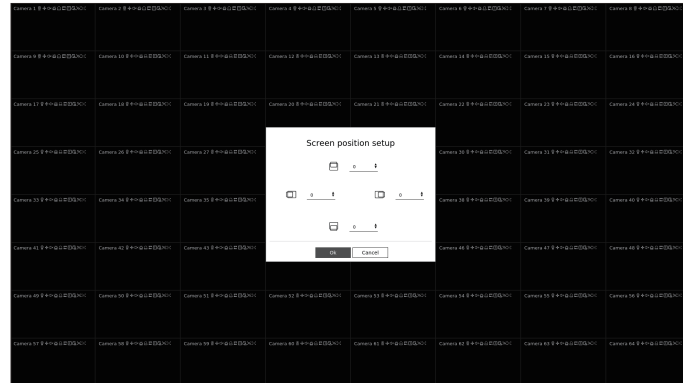 Camera 1
Camera 2
Camera 3
Camera 4
Camera 5
Camera 6
Camera 7
Camera 8
Camera 9
Camera 10
Camera 11
Camera 12
Camera 13
Camera 14
Camera 15
Camera 16
Camera 17
Camera 18
Camera 19
Camera 20
Camera 21
Camera 22
Camera 23
Camera 24
Camera 25
Camera 26
Camera 27
Camera 30
Camera 31
Camera 32
Screen position setup
0
0
0
0
Ok
Cancel
Camera 33
Camera 34
Camera 35
Camera 38
Camera 39
Camera 40
Camera 41
Camera 42
Camera 43
Camera 46
Camera 47
Camera 48
Camera 49
Camera 50
Camera 51
Camera 52
Camera 53
Camera 54
Camera 55
Camera 56
Camera 57
Camera 58
Camera 59
Camera 60
Camera 61
Camera 62
Camera 63
Camera 64